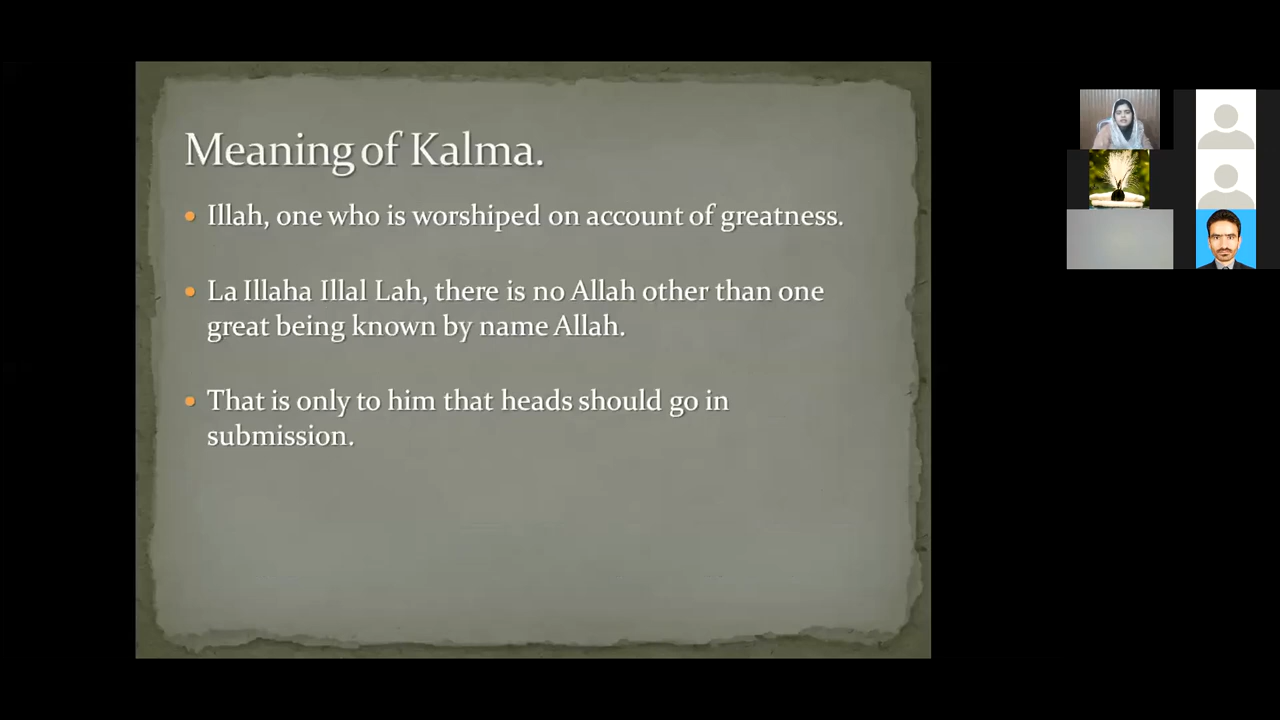 Meaning of Kalma.
Illah, one who is worshiped on account of greatness.
La Illaha Illal Lah, there is no Allah other than one
great being known by name Allah.
That is only to him that heads should go in
submission.